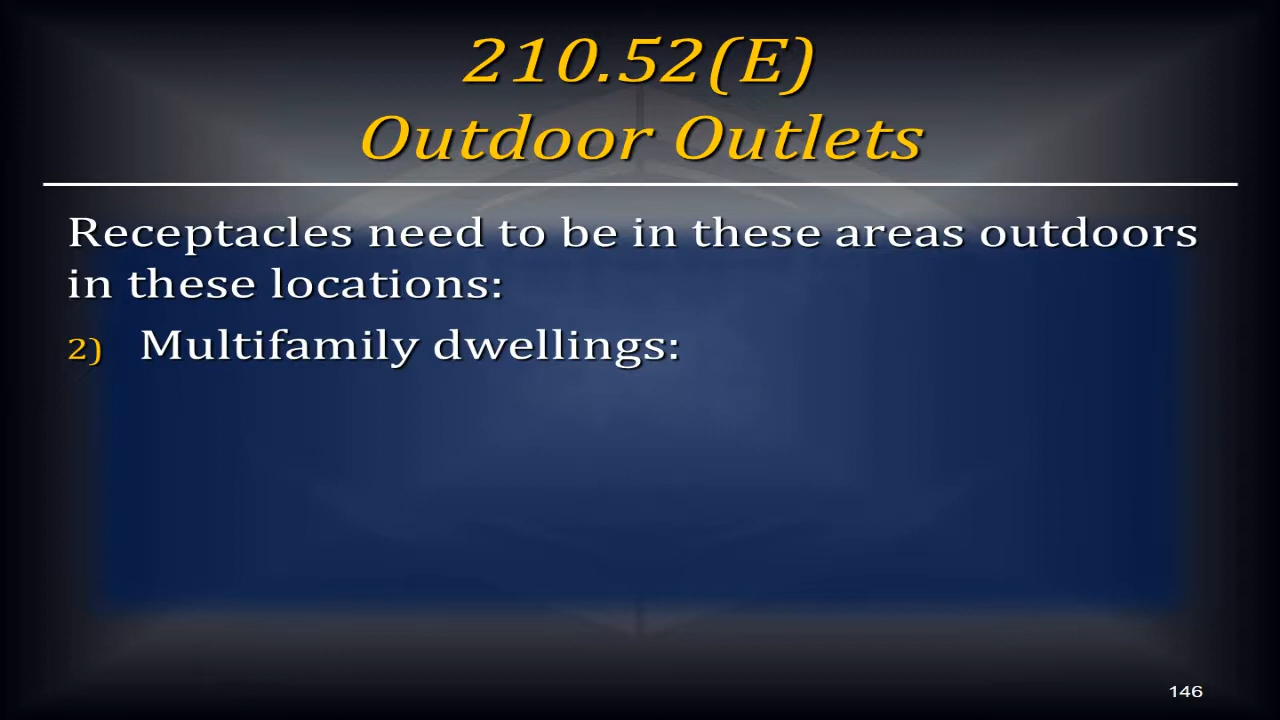 210.52(E)
Outdoor Outlets
Receptacles need to be in these areas outdoors
in these locations:
2) Multifamily dwellings:
146